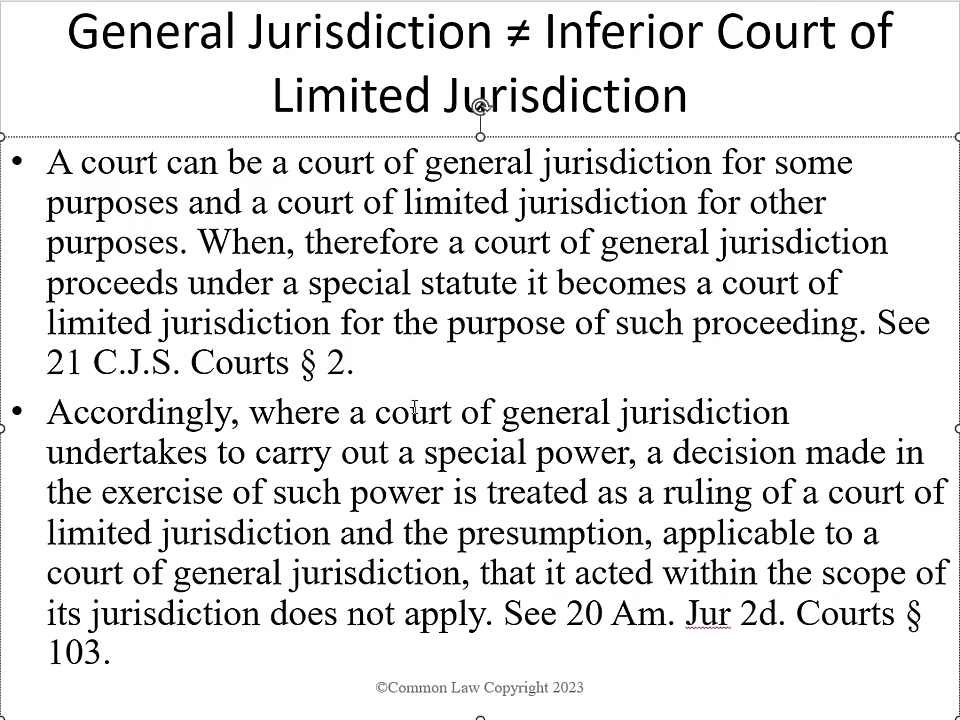 General Jurisdiction ≠ Inferior Court of
Limited Jurisdiction
• A court can be a court of general jurisdiction for some
purposes and a court of limited jurisdiction for other
purposes. When, therefore a court of general jurisdiction
proceeds under a special statute it becomes a court of
limited jurisdiction for the purpose of such proceeding. See
21 C.J.S. Courts § 2.
• Accordingly, where a court of general jurisdiction
undertakes to carry out a special power, a decision made in
the exercise of such power is treated as a ruling of a court of
limited jurisdiction and the presumption, applicable to a
court of general jurisdiction, that it acted within the scope of
its jurisdiction does not apply. See 20 Am. Jur 2d. Courts §
103.
©Common Law Copyright 2023